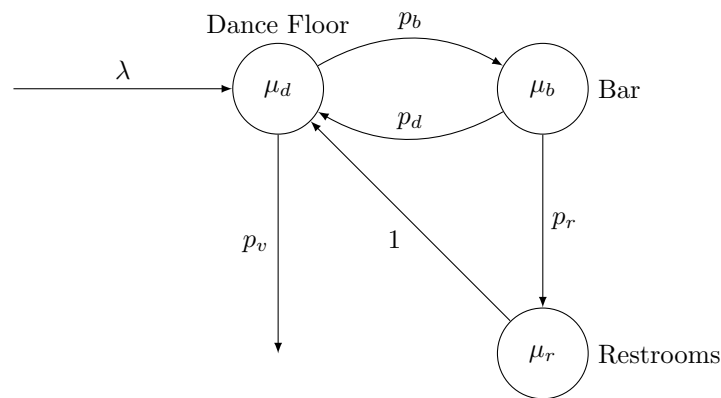 Dance Floor
p_b
λ
μ_d
μ_b
Bar
p_d
p_v
1
p_r
μ_r
Restrooms